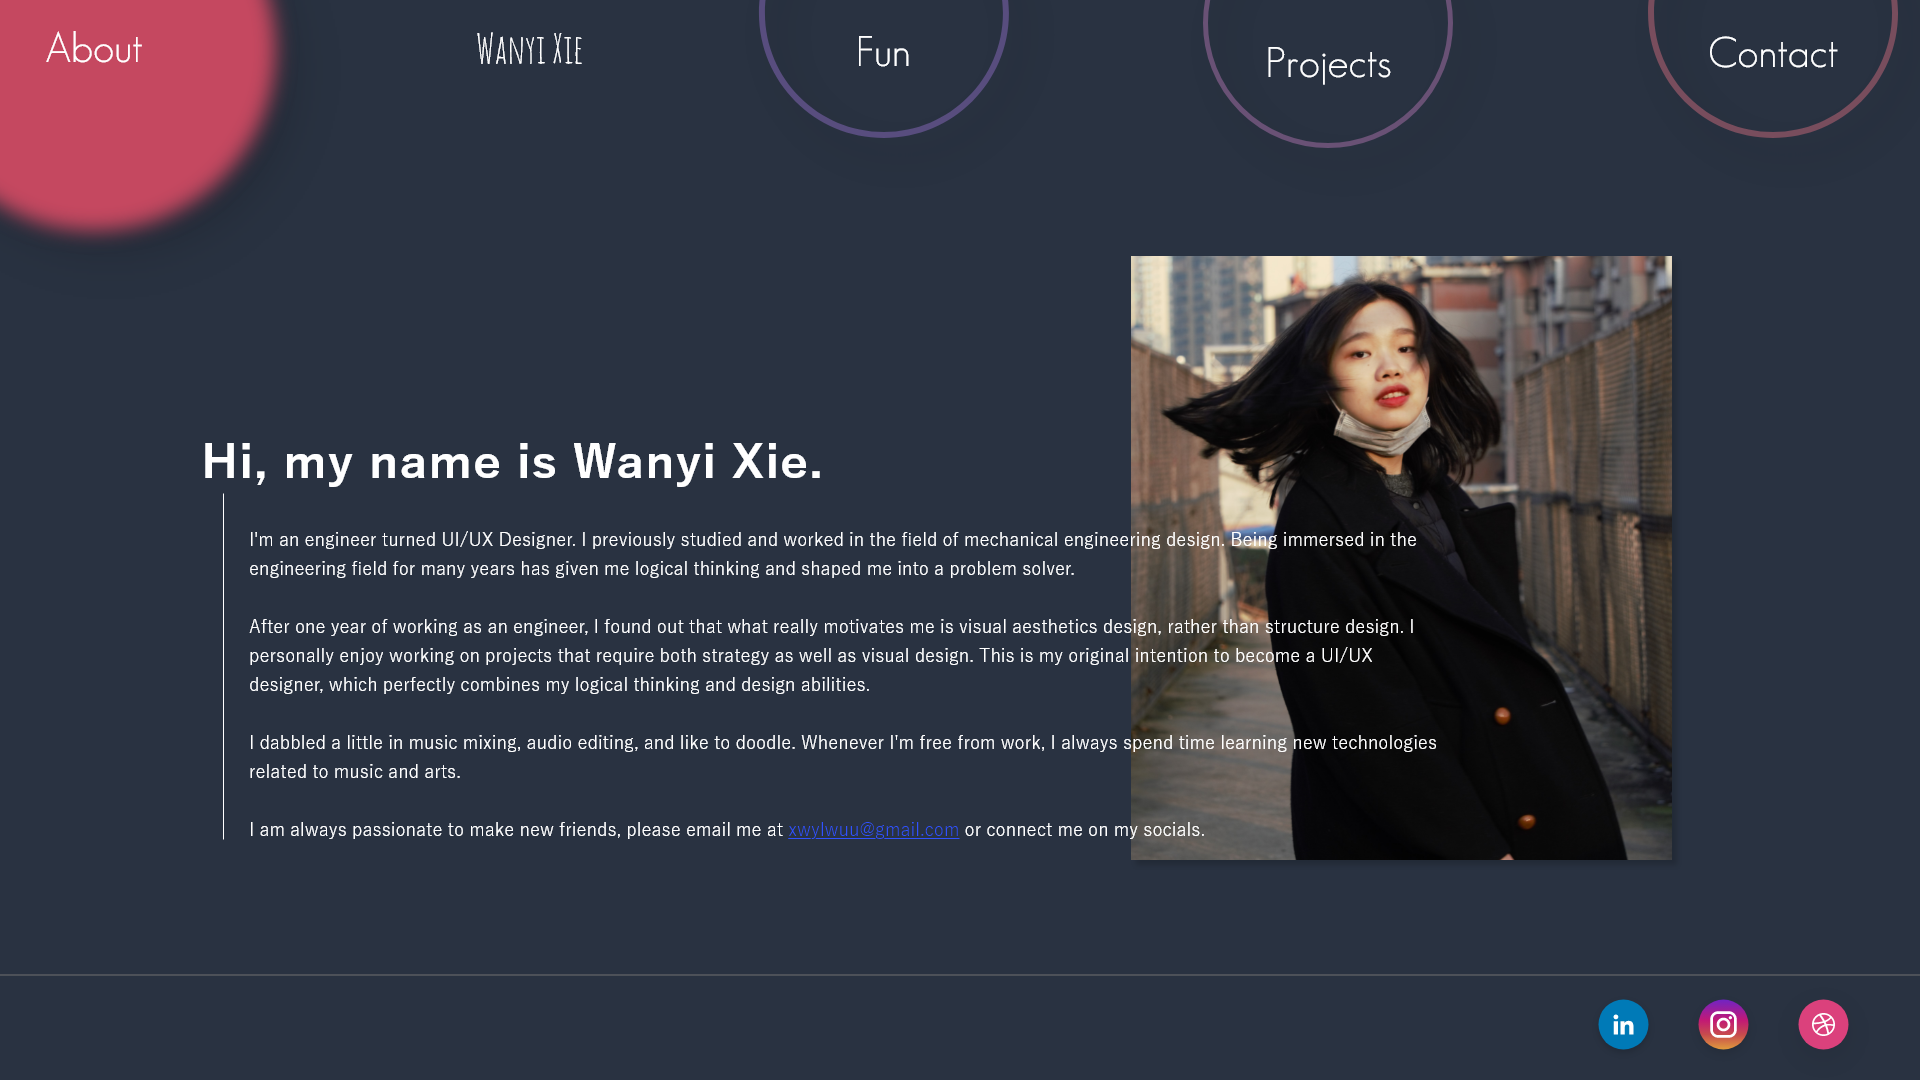 About
Wanyi Xie
Fun
Projects
Contact
Hi, my name is Wanyi Xie.
I'm an engineer turned UI/UX Designer. I previously studied and worked in the field of mechanical engineering design. Being immersed in the
engineering field for many years has given me logical thinking and shaped me into a problem solver.
After one year of working as an engineer, I found out that what really motivates me is visual aesthetics design, rather than structure design. I
personally enjoy working on projects that require both strategy as well as visual design. This is my original intention to become a UI/UX
designer, which perfectly combines my logical thinking and design abilities.
I dabbled a little in music mixing, audio editing, and like to doodle. Whenever I'm free from work, I always spend time learning new technologies
related to music and arts.
I am always passionate to make new friends, please email me at xwylwuu@gmail.com or connect me on my socials.
in